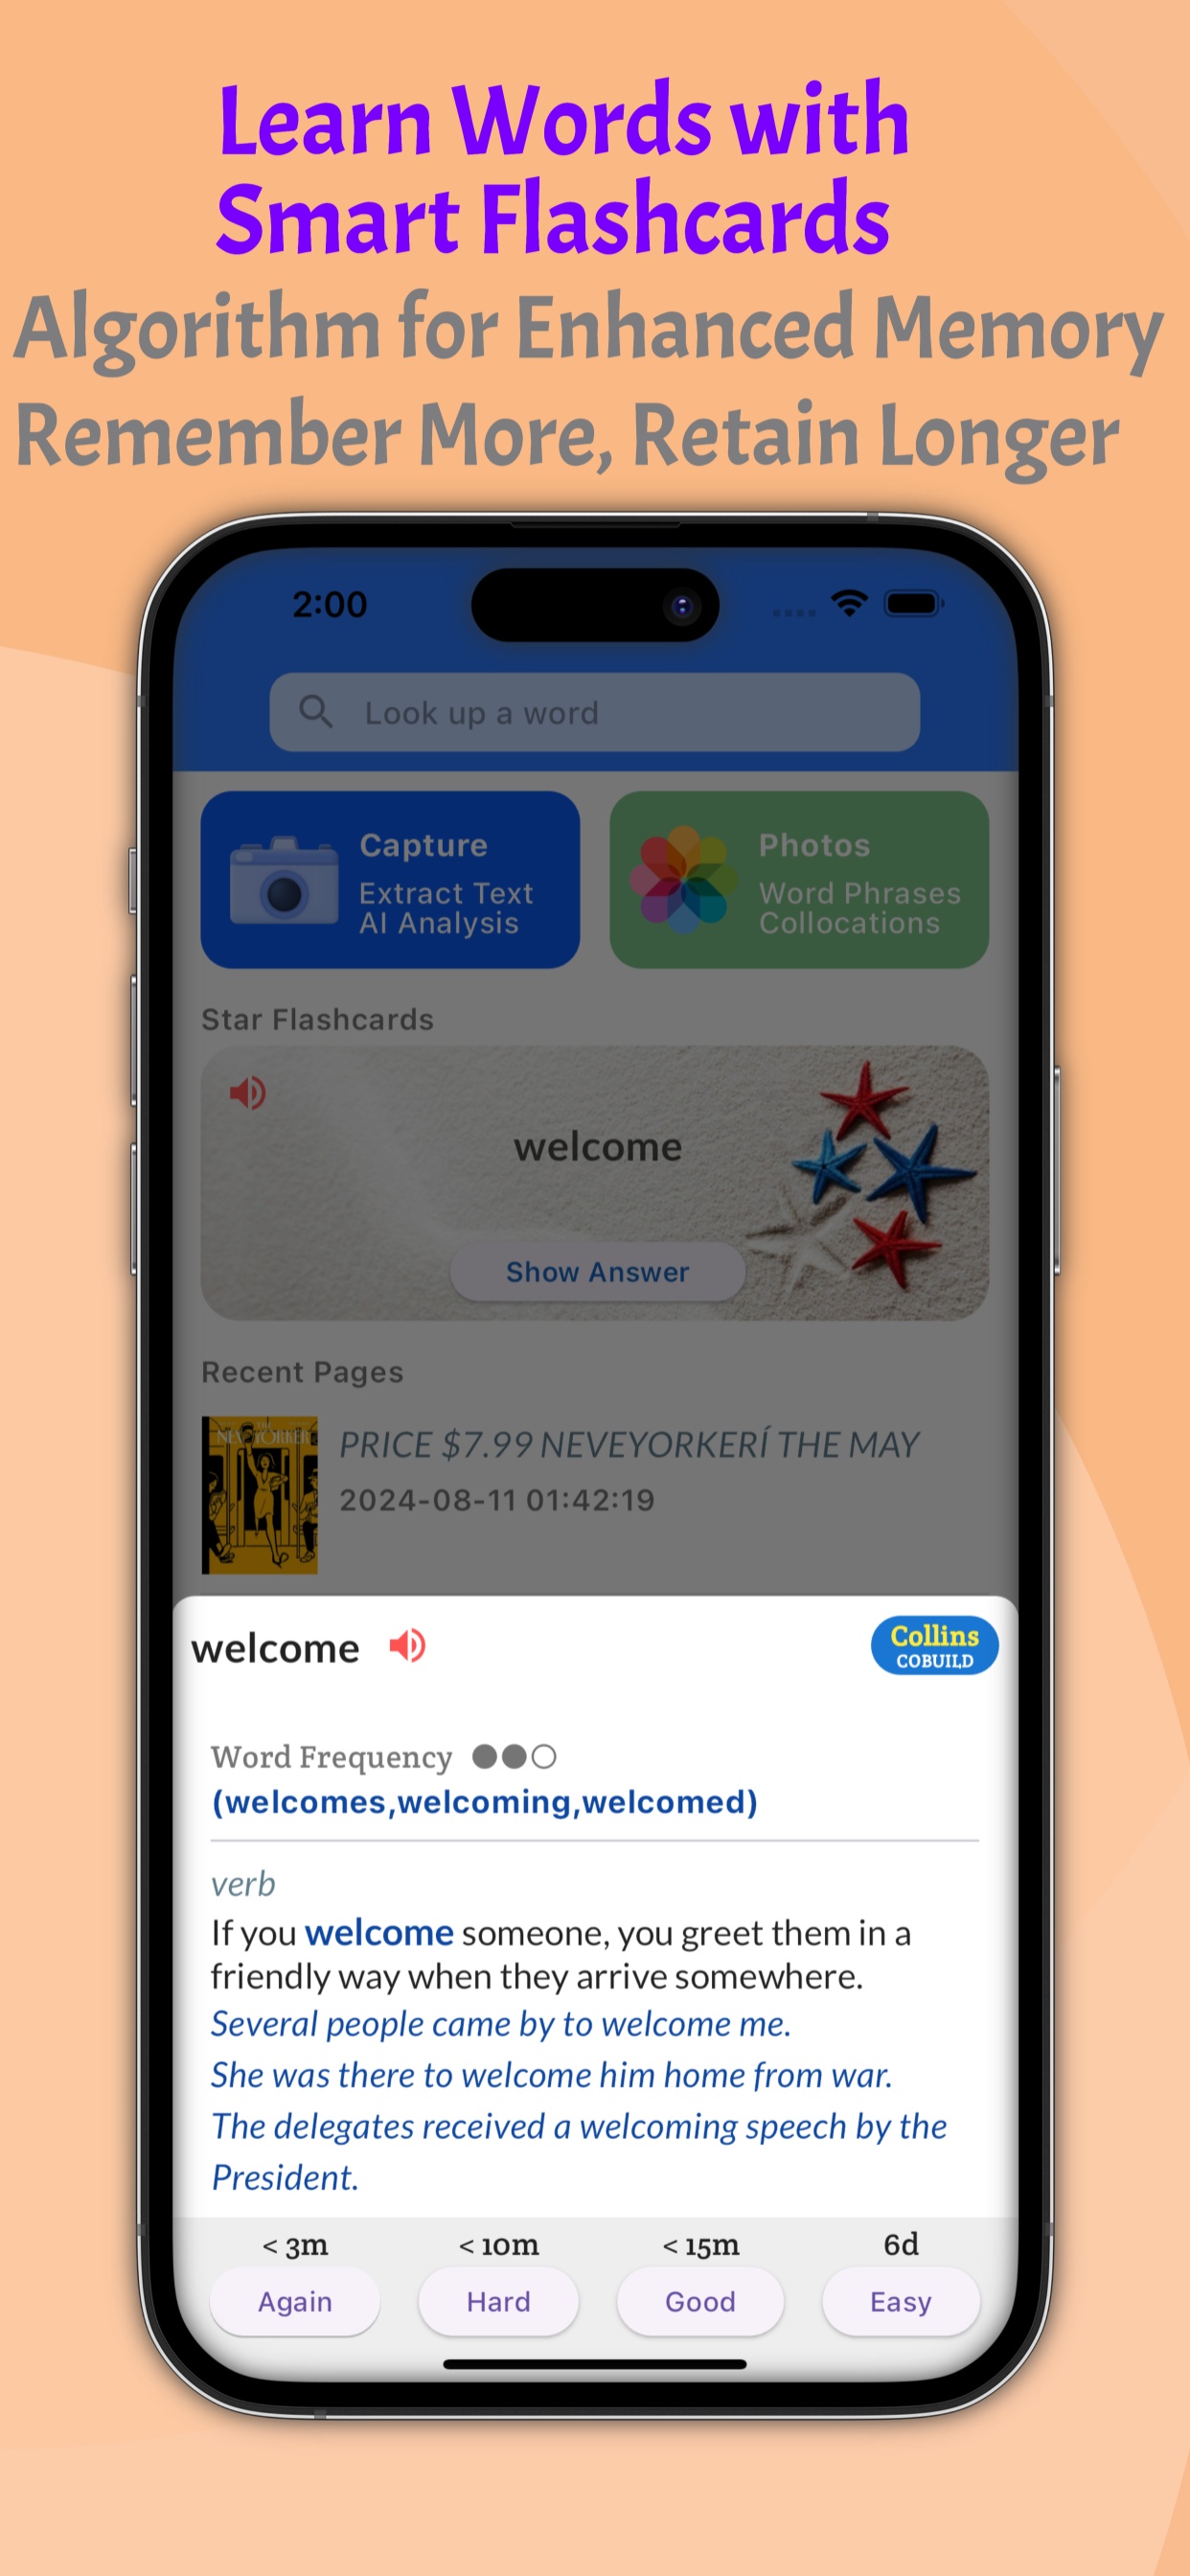 Learn Words with
Smart Flashcards
Algorithm for Enhanced Memory
Remember More, Retain Longer
2:00
Look up a word
Capture
Extract Text
AI Analysis
Photos
Word Phrases
Collocations
Star Flashcards
welcome
Show Answer
Recent Pages
PRICE $7.99 NEVEYORKERÍ THE MAY
2024-08-11 01:42:19
welcome
Collins
COBUILD
Word Frequency
(welcomes,welcoming,welcomed)
verb
If you welcome someone, you greet them in a
friendly way when they arrive somewhere.
Several people came by to welcome me.
She was there to welcome him home from war.
The delegates received a welcoming speech by the
President.
< 3m < 10m < 15m 6d
Again Hard Good Easy